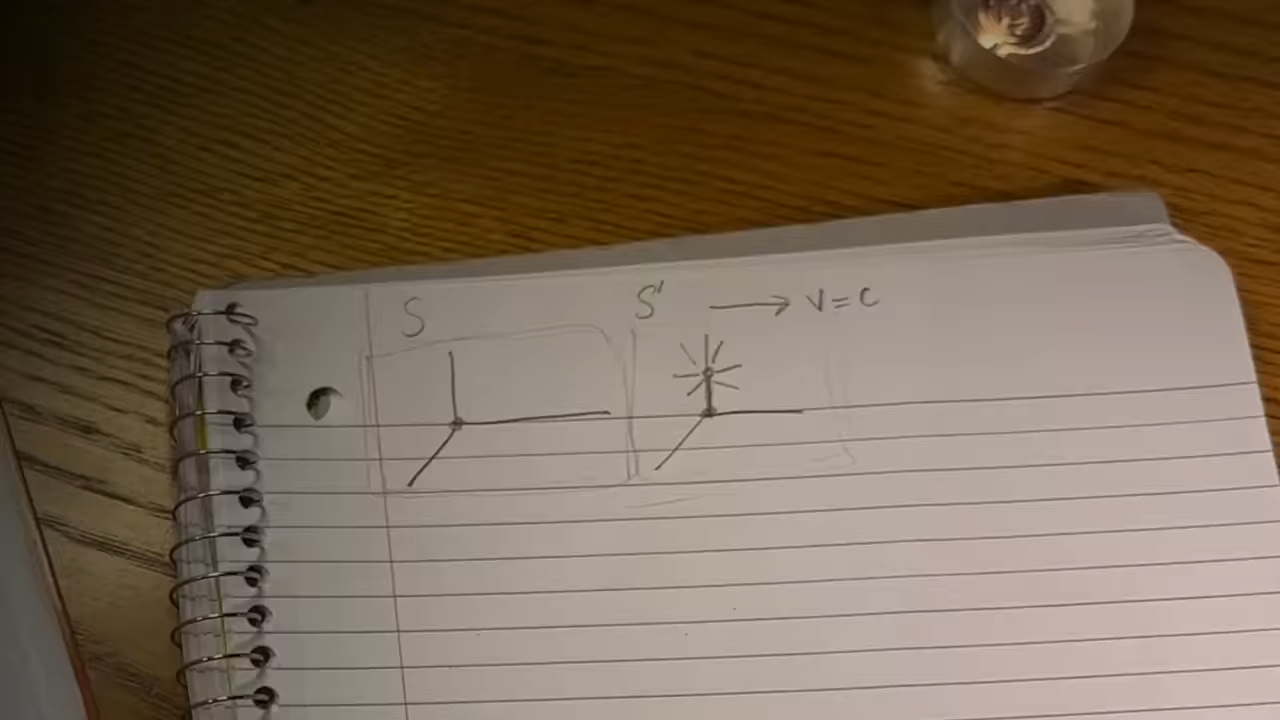 S S' → v = c